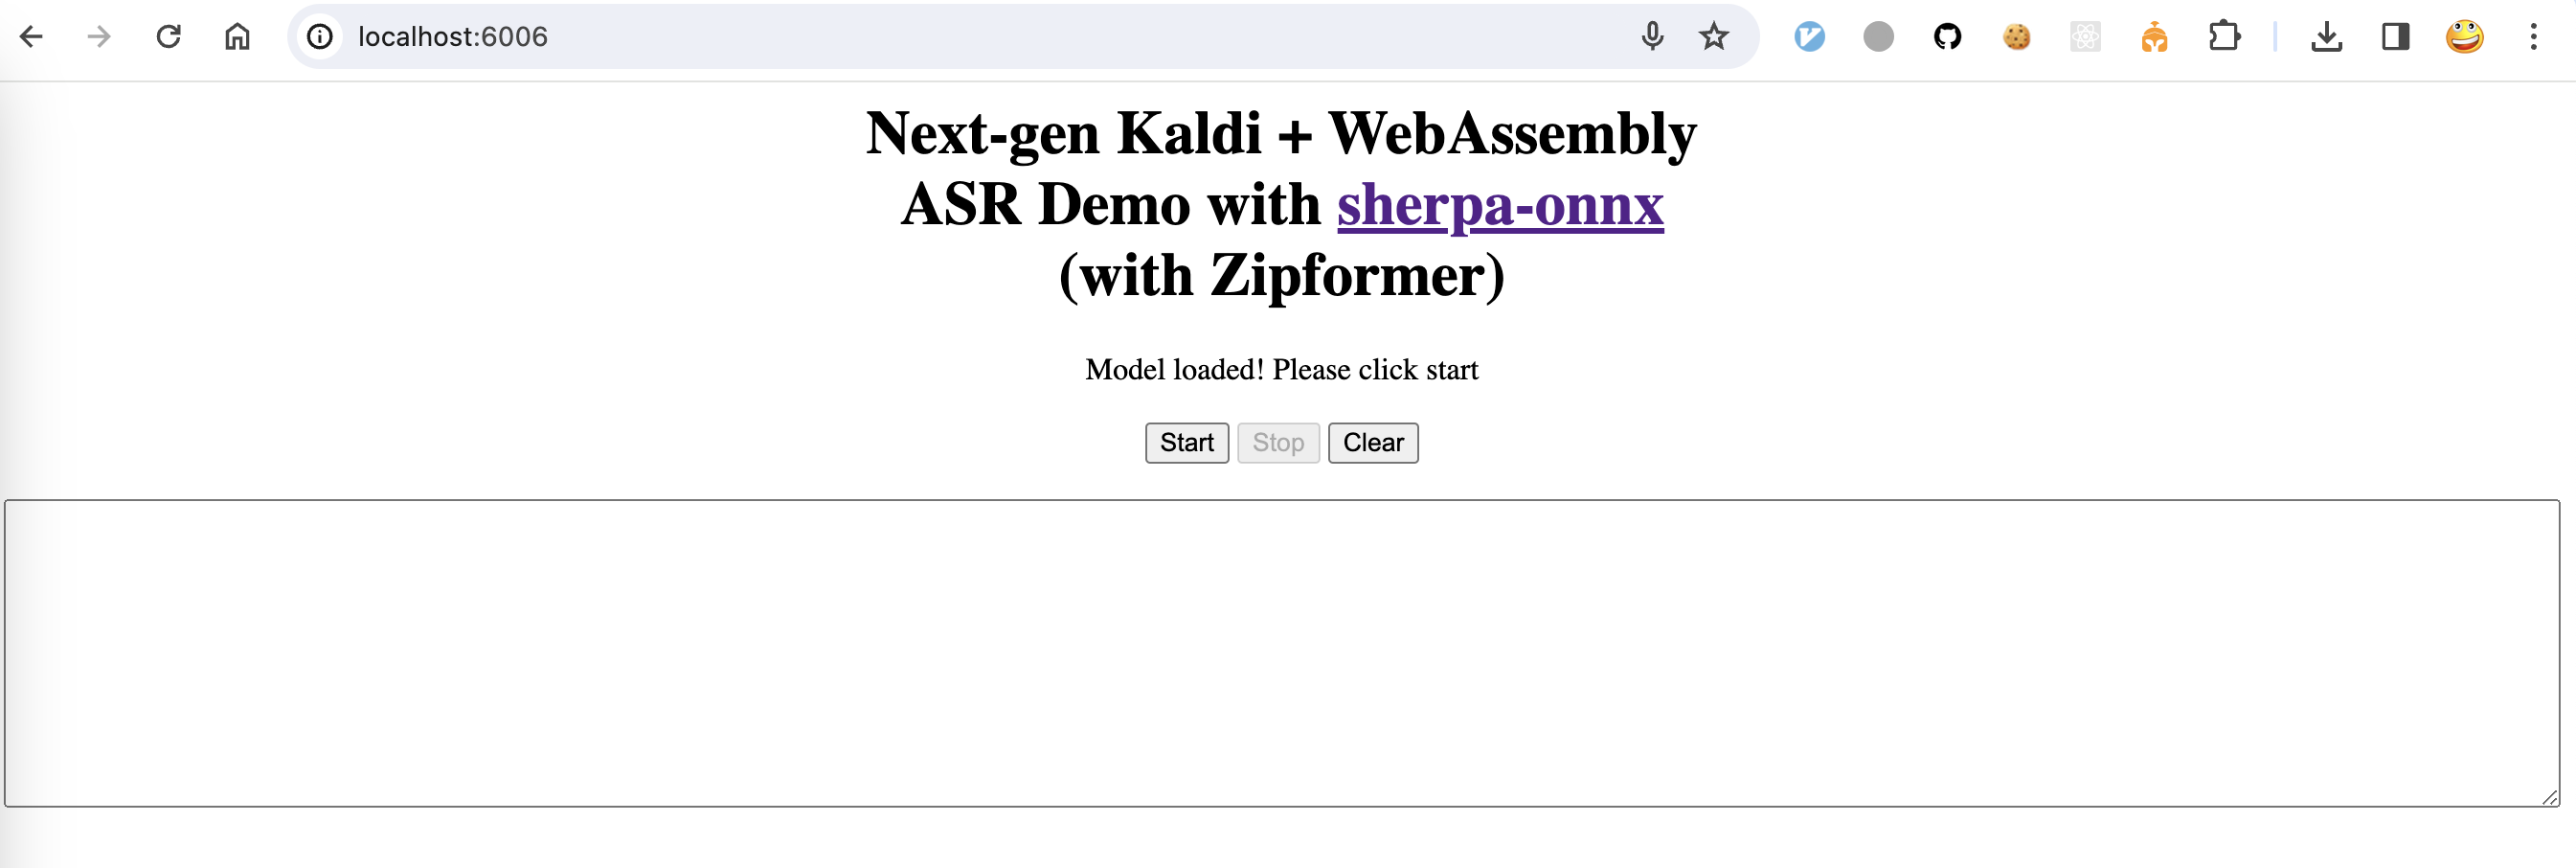 localhost:6006
Next-gen Kaldi + WebAssembly
ASR Demo with sherpa-onnx
(with Zipformer)
Model loaded! Please click start
Start Stop Clear